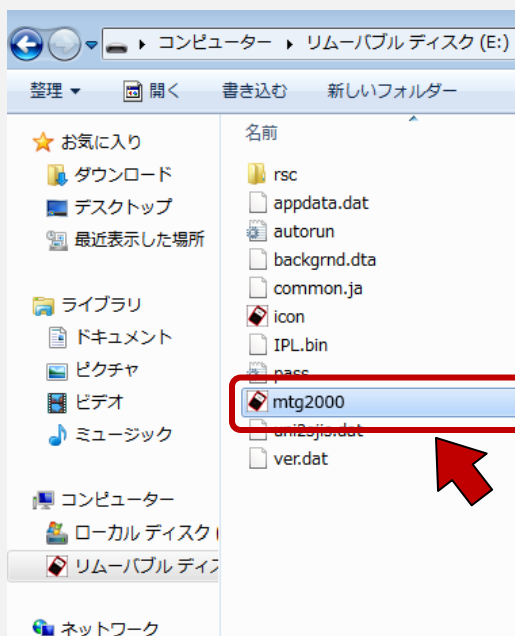 コンピューター リムーバブル ディスク (E:)
整理 開く 書き込む 新しいフォルダー
お気に入り
ダウンロード
デスクトップ
最近表示した場所
ライブラリ
ドキュメント
ピクチャ
ビデオ
ミュージック
コンピューター
ローカル ディスク (
リムーバブル ディス
ネットワーク
名前
rsc
appdata.dat
autorun
backgrnd.dta
common.ja
icon
IPL.bin
pass
mtg2000
uni2sjis.dat
ver.dat